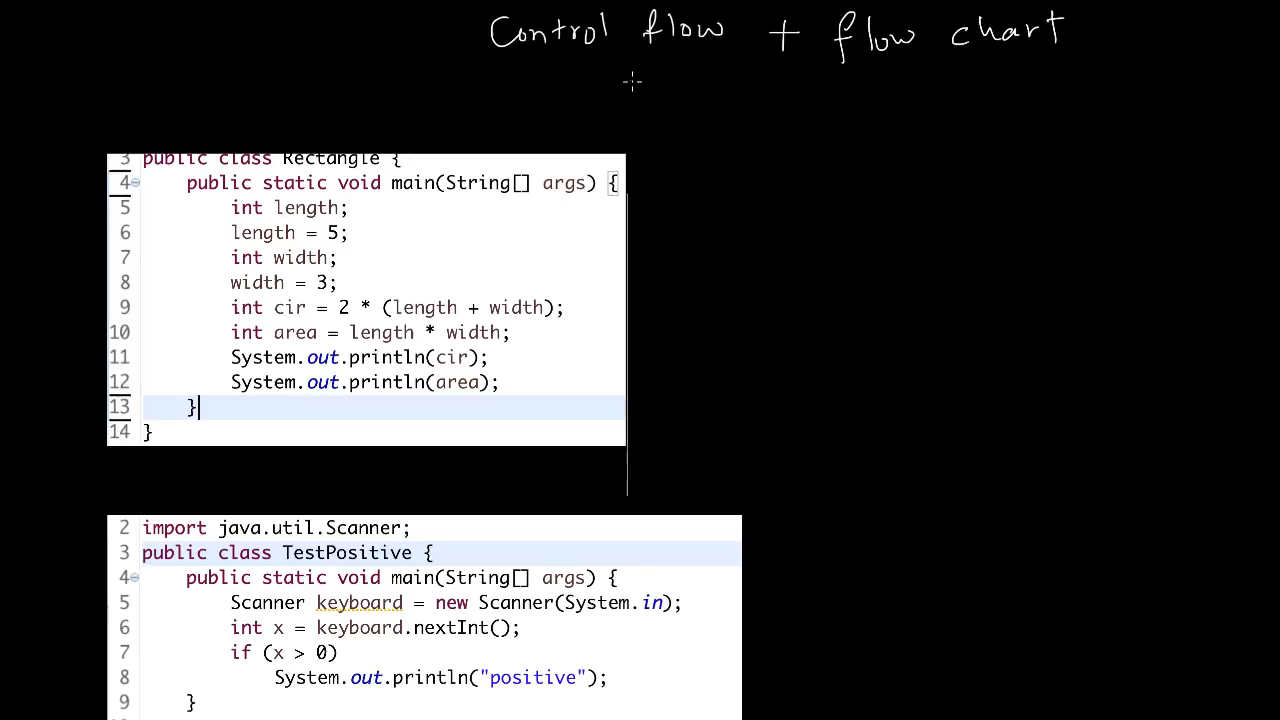 Control flow + flow chart
3 public class Rectangle {
4 public static void main(String[] args) {
5 int length;
6 length = 5;
7 int width;
8 width = 3;
9 int cir = 2 * (length + width);
10 int area = length * width;
11 System.out.println(cir);
12 System.out.println(area);
13 }
14 }
2 import java.util.Scanner;
3 public class TestPositive {
4 public static void main(String[] args) {
5 Scanner keyboard = new Scanner(System.in);
6 int x = keyboard.nextInt();
7 if (x > 0)
8 System.out.println("positive");
9 }